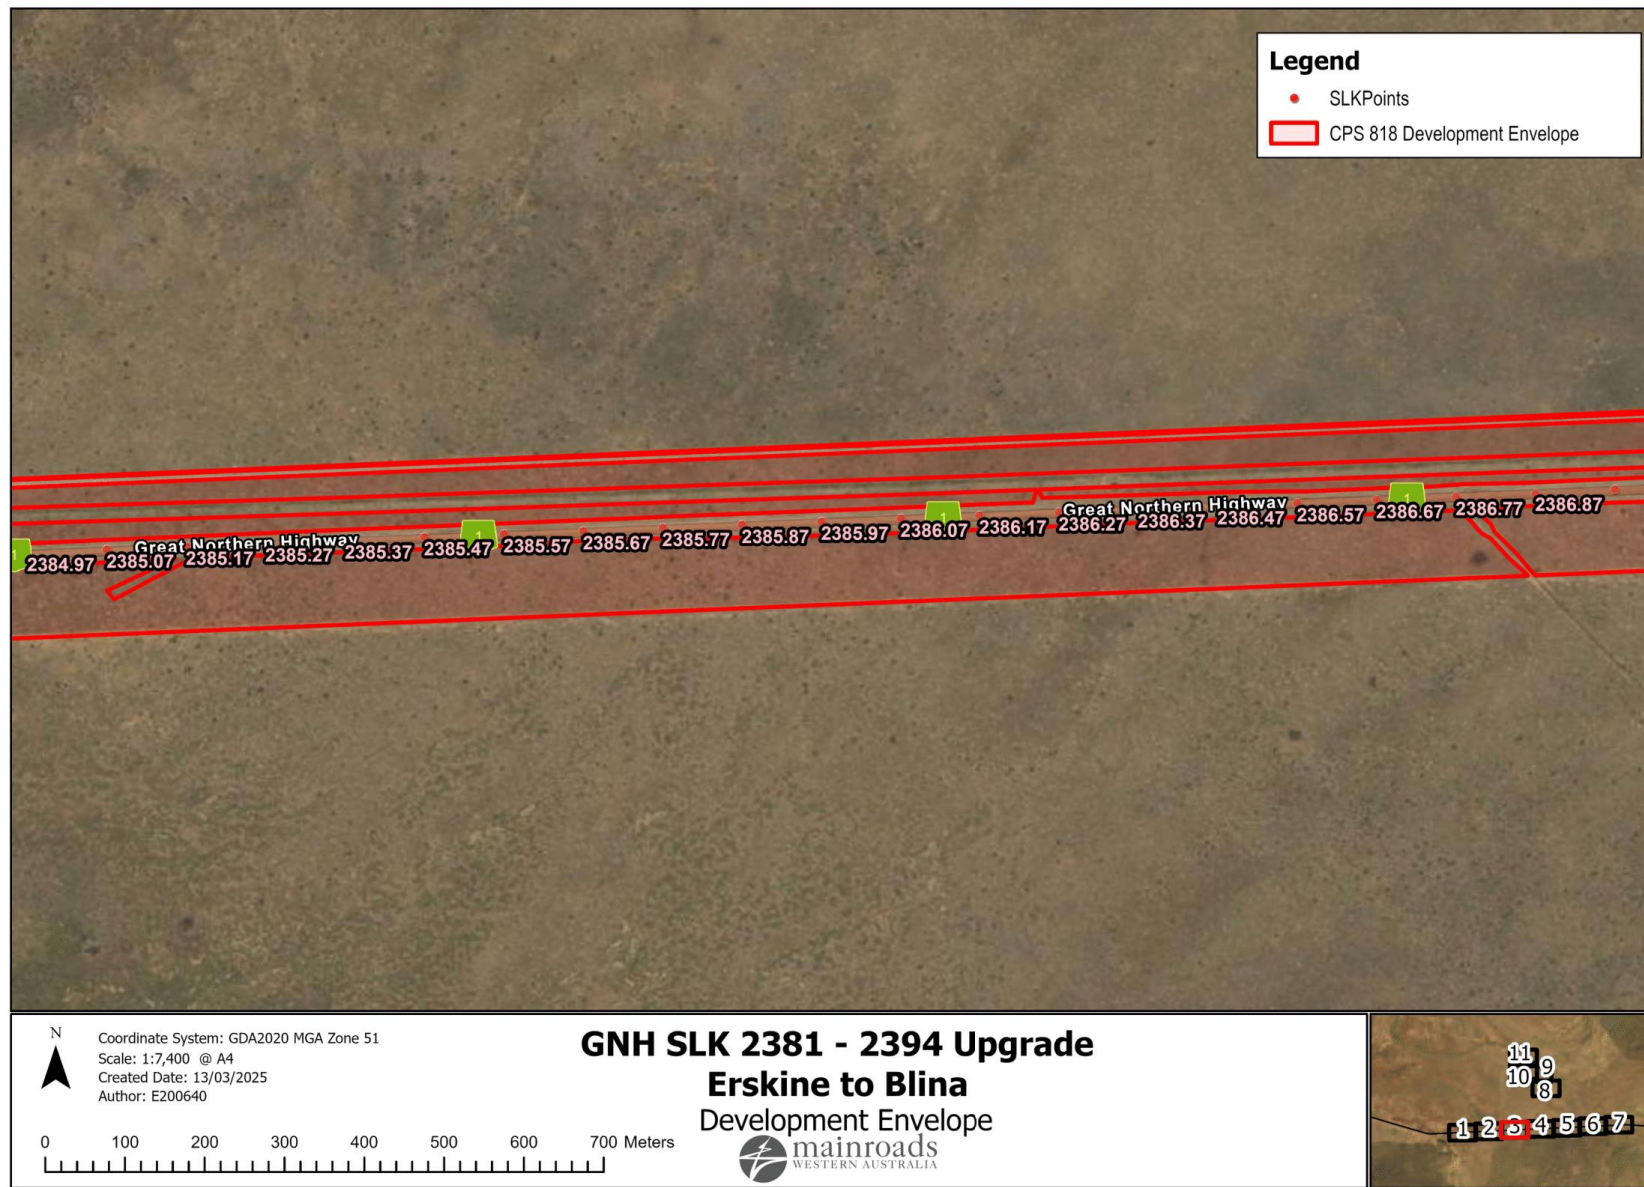 Legend
SLKPoints
CPS 818 Development Envelope
1
Great Northern Highway
1
1
Great Northern Highway
1
2384.97
2385.07
2385.17
2385.27
2385.37
2385.47
2385.57
2385.67
2385.77
2385.87
2385.97
2386.07
2386.17
2386.27
2386.37
2386.47
2386.57
2386.67
2386.77
2386.87
N
Coordinate System: GDA2020 MGA Zone 51
Scale: 1:7,400 @ A4
Created Date: 13/03/2025
Author: E200640
0 100 200 300 400 500 600 700 Meters
GNH SLK 2381 - 2394 Upgrade
Erskine to Blina
Development Envelope
mainroads
WESTERN AUSTRALIA
11
10 9
8
1 2 3 4 5 6 7